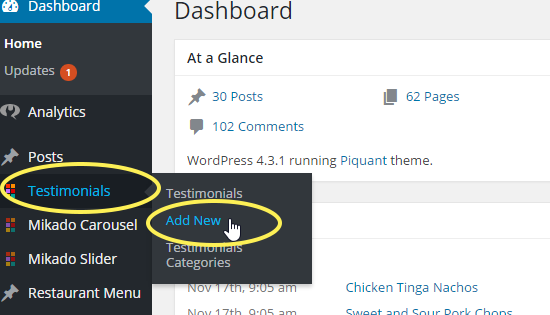 Dashboard
Home
Updates 1
Analytics
Posts
Testimonials
Mikado Carousel
Mikado Slider
Restaurant Menu
Testimonials
Add New
Testimonials
Categories
Dashboard
At a Glance
30 Posts
62 Pages
102 Comments
WordPress 4.3.1 running Piquant theme.
Nov 17th, 9:05 am Chicken Tinga Nachos
Nov 17th, 9:05 am Sweet and Sour Pork Chops